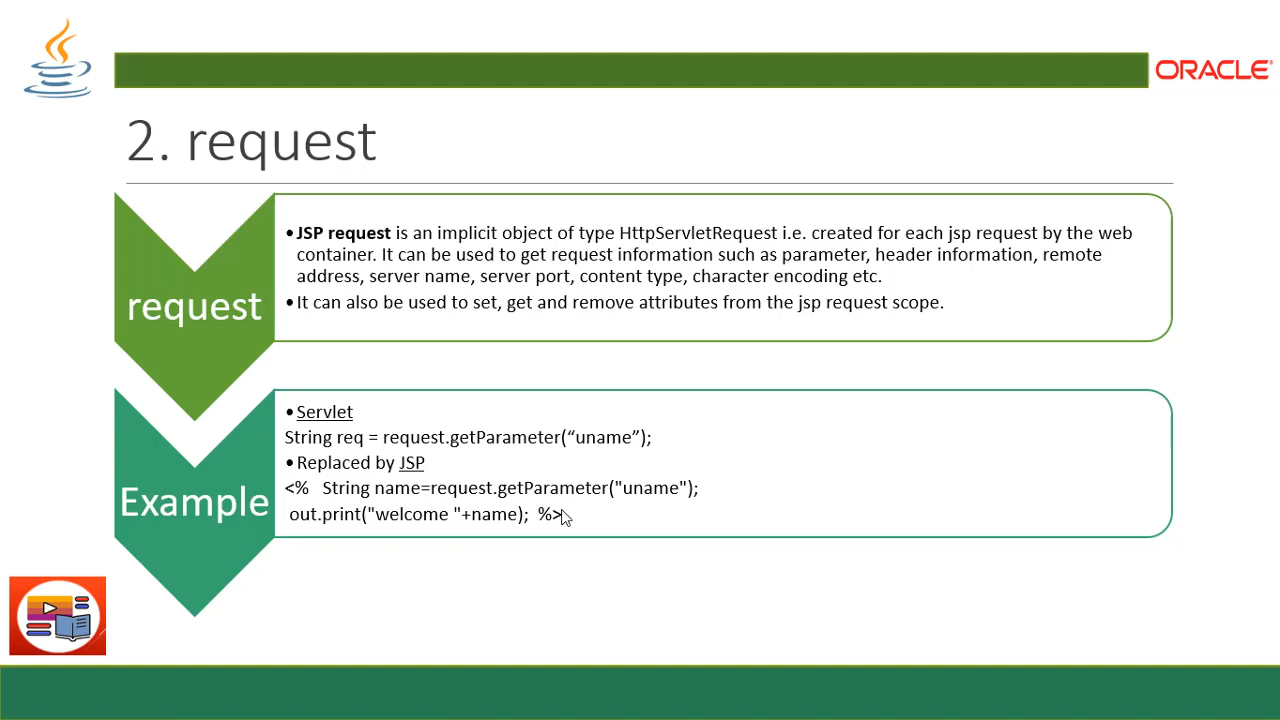 ORACLE
2. request
request
•JSP request is an implicit object of type HttpServletRequest i.e. created for each jsp request by the web
container. It can be used to get request information such as parameter, header information, remote
address, server name, server port, content type, character encoding etc.
•It can also be used to set, get and remove attributes from the jsp request scope.
Example
•Servlet
String req = request.getParameter(“uname”);
•Replaced by JSP
<% String name=request.getParameter("uname");
out.print("welcome "+name); %>